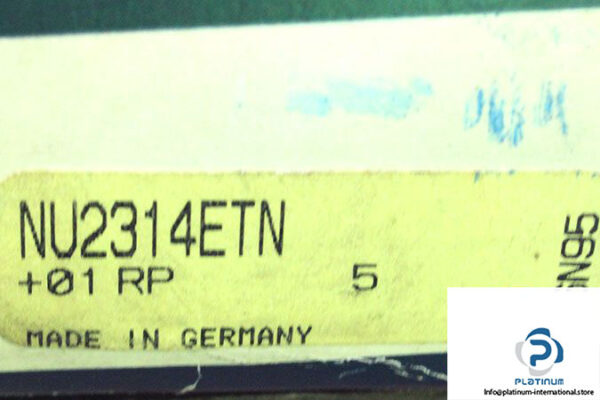 NU2314ETN
+01 RP 5
MADE IN GERMANY
PLATINUM
Info@platinum-international.store